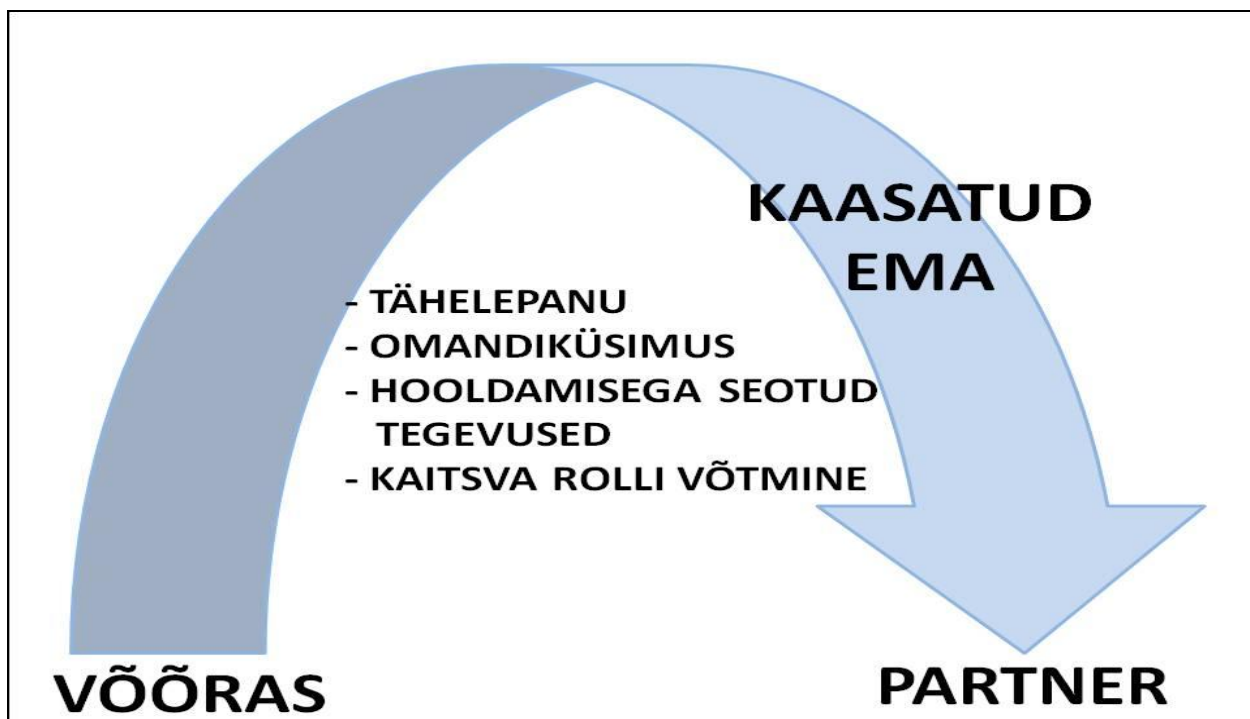 KAASATUD
EMA
- TÄHELEPANU
- OMANDIKÜSIMUS
- HOOLDAMISEGA SEOTUD
TEGEVUSED
- KAITSVA ROLLI VÕTMINE
VÕÕRAS
PARTNER